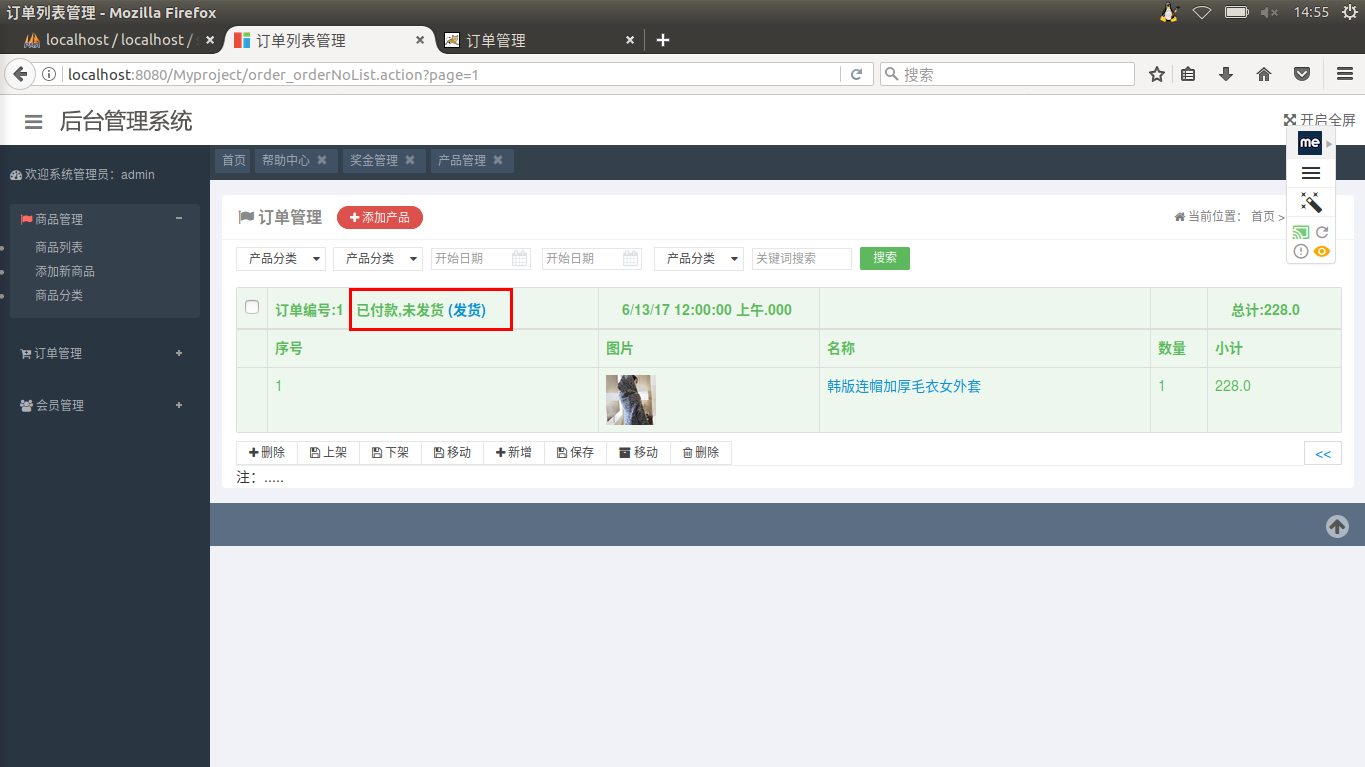 订单列表管理 - Mozilla Firefox
14:55
localhost / localhost /
订单列表管理
订单管理
localhost:8080/Myproject/order_orderNoList.action?page=1
搜索
后台管理系统
开启全屏
me
欢迎系统管理员：admin
首页
帮助中心
奖金管理
产品管理
商品管理
商品列表
添加新商品
商品分类
订单管理
会员管理
订单管理
添加产品
当前位置： 首页 >
产品分类
产品分类
开始日期
开始日期
产品分类
关键词搜索
搜索
订单编号:1 已付款,未发货 (发货) 6/13/17 12:00:00 上午.000 总计:228.0
序号 图片 名称 数量 小计
1 韩版连帽加厚毛衣女外套 1 228.0
删除 上架 下架 移动 新增 保存 移动 删除 <<
注：.....